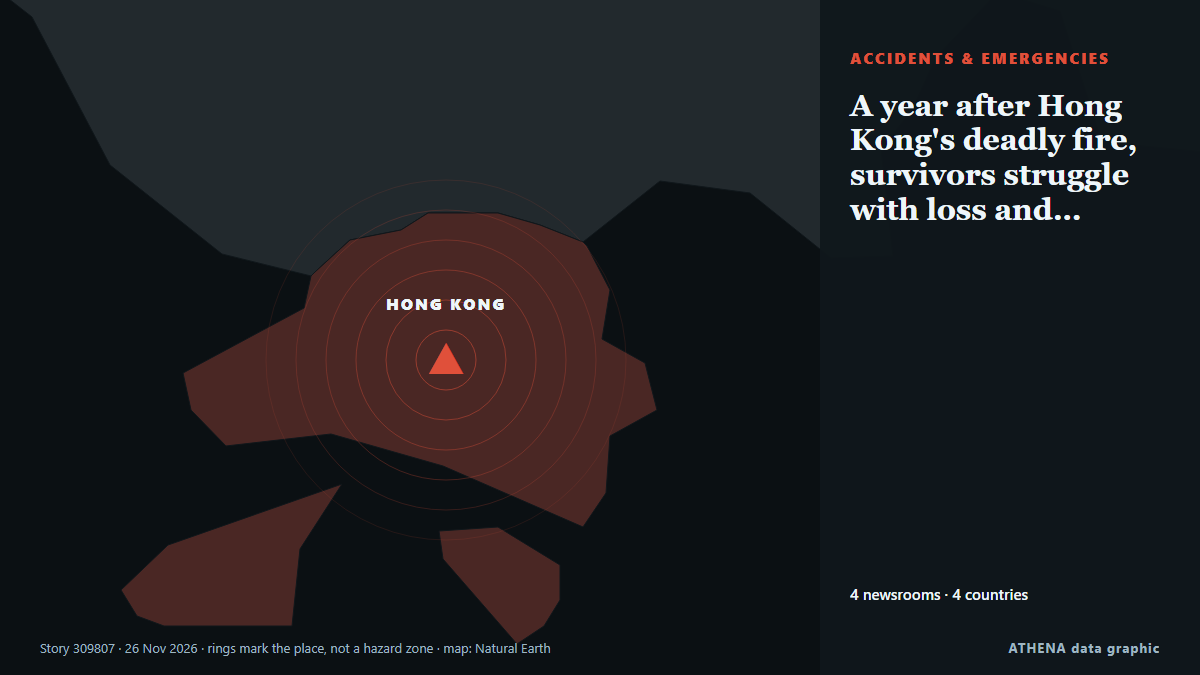 ACCIDENTS & EMERGENCIES
A year after Hong
Kong's deadly fire,
survivors struggle
with loss and...
HONG KONG
4 newsrooms · 4 countries
Story 309807 · 26 Nov 2026 · rings mark the place, not a hazard zone · map: Natural Earth
ATHENA data graphic